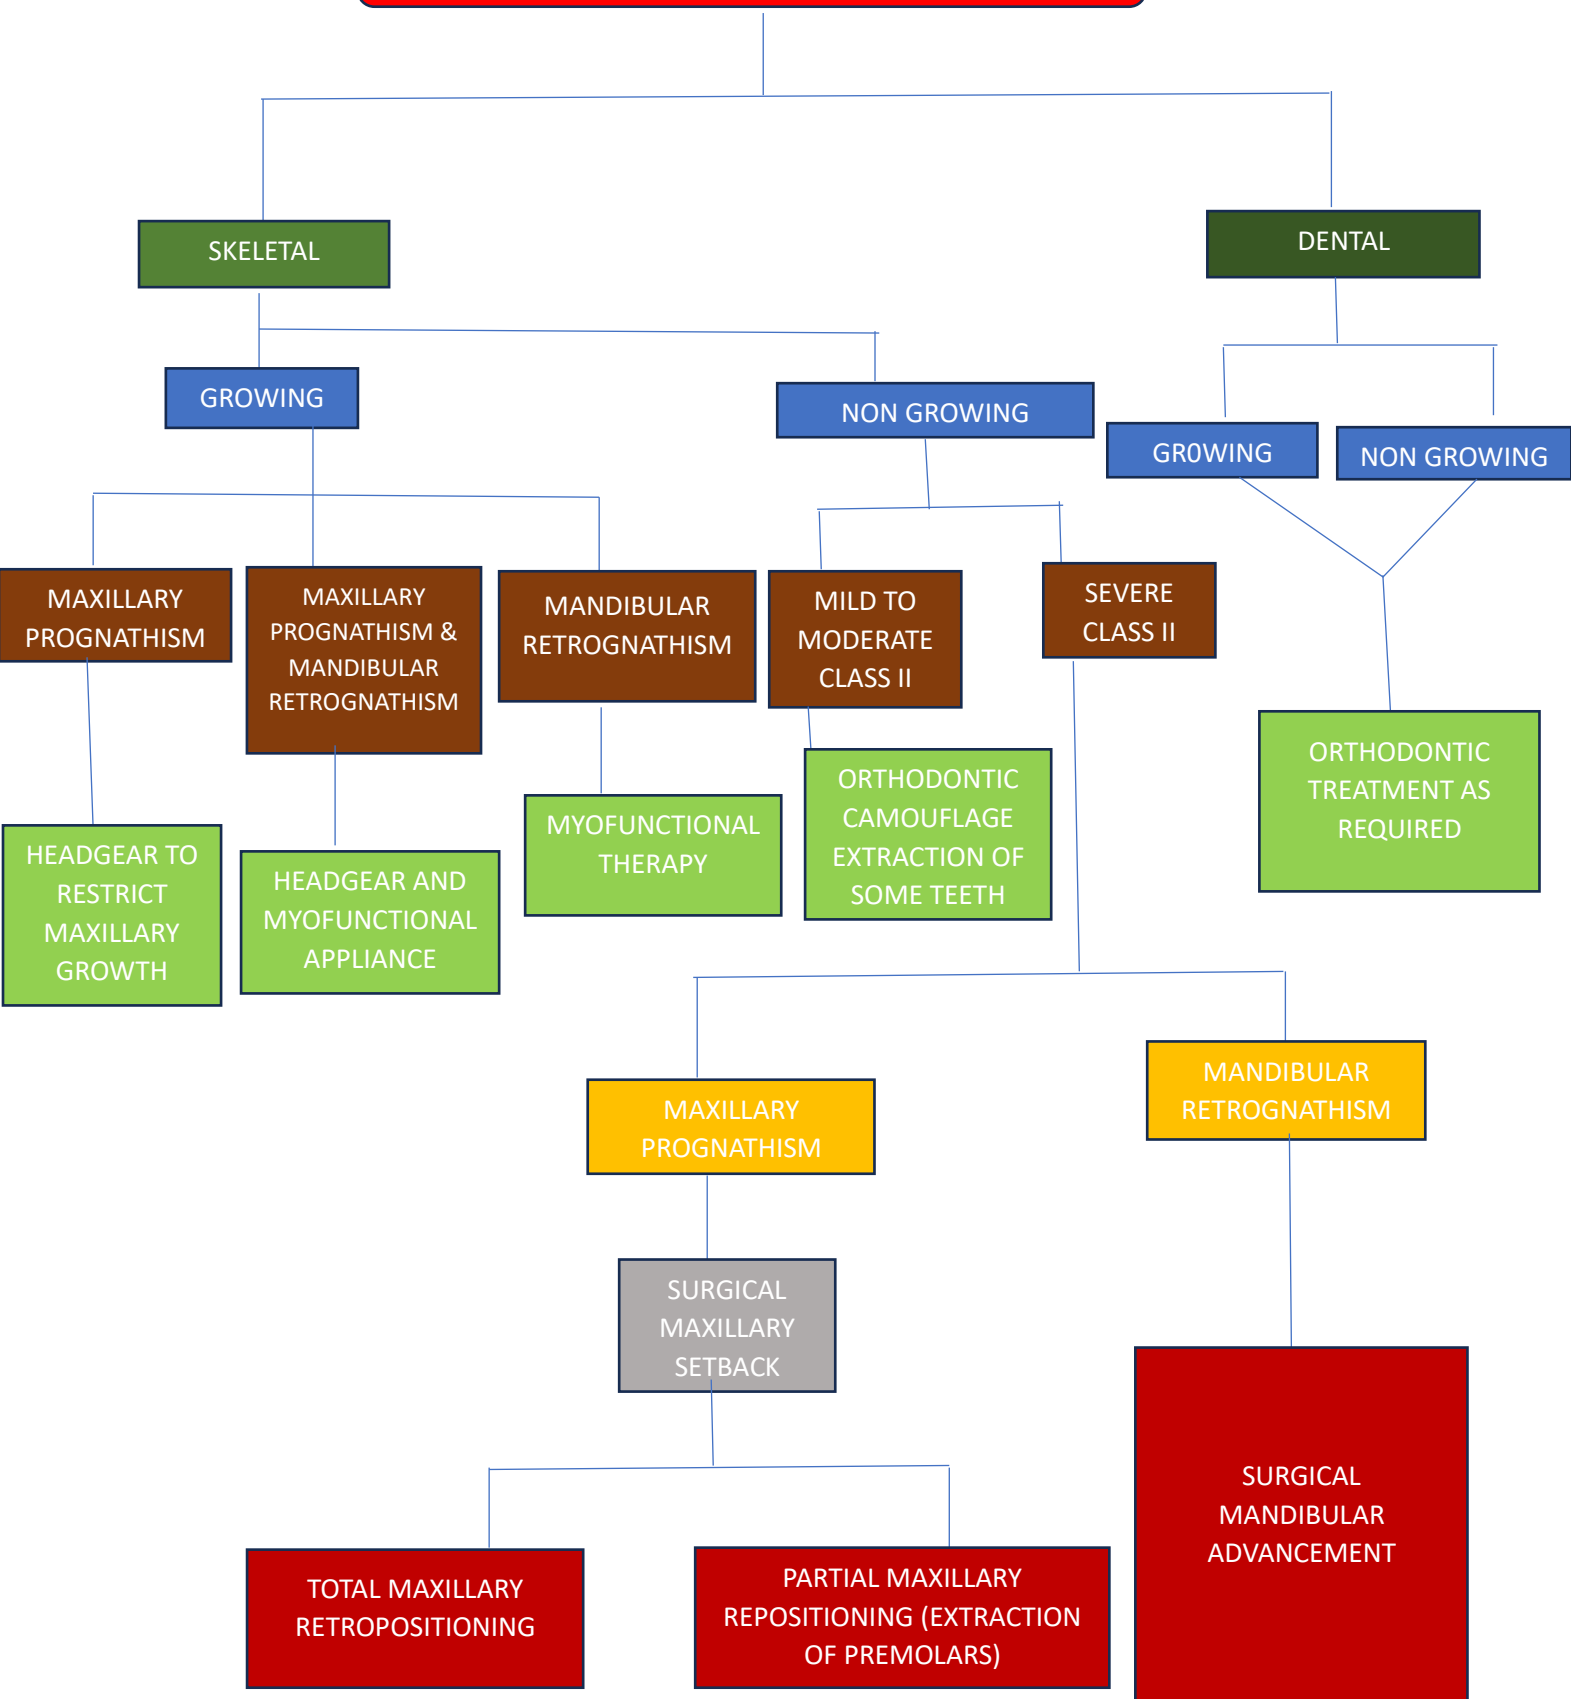 SKELETAL
DENTAL
GROWING
NON GROWING
GR0WING
NON GROWING
MAXILLARY
PROGNATHISM
MAXILLARY
PROGNATHISM &
MANDIBULAR
RETROGNATHISM
MANDIBULAR
RETROGNATHISM
MILD TO
MODERATE
CLASS II
SEVERE
CLASS II
HEADGEAR TO
RESTRICT
MAXILLARY
GROWTH
HEADGEAR AND
MYOFUNCTIONAL
APPLIANCE
MYOFUNCTIONAL
THERAPY
ORTHODONTIC
CAMOUFLAGE
EXTRACTION OF
SOME TEETH
ORTHODONTIC
TREATMENT AS
REQUIRED
MAXILLARY
PROGNATHISM
MANDIBULAR
RETROGNATHISM
SURGICAL
MAXILLARY
SETBACK
TOTAL MAXILLARY
RETROPOSITIONING
PARTIAL MAXILLARY
REPOSITIONING (EXTRACTION
OF PREMOLARS)
SURGICAL
MANDIBULAR
ADVANCEMENT